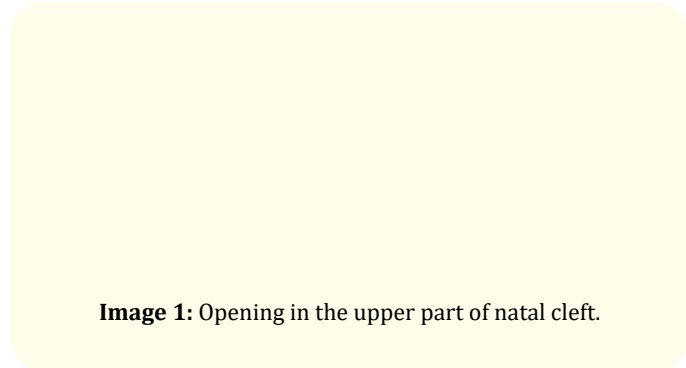 Image 1: Opening in the upper part of natal cleft.